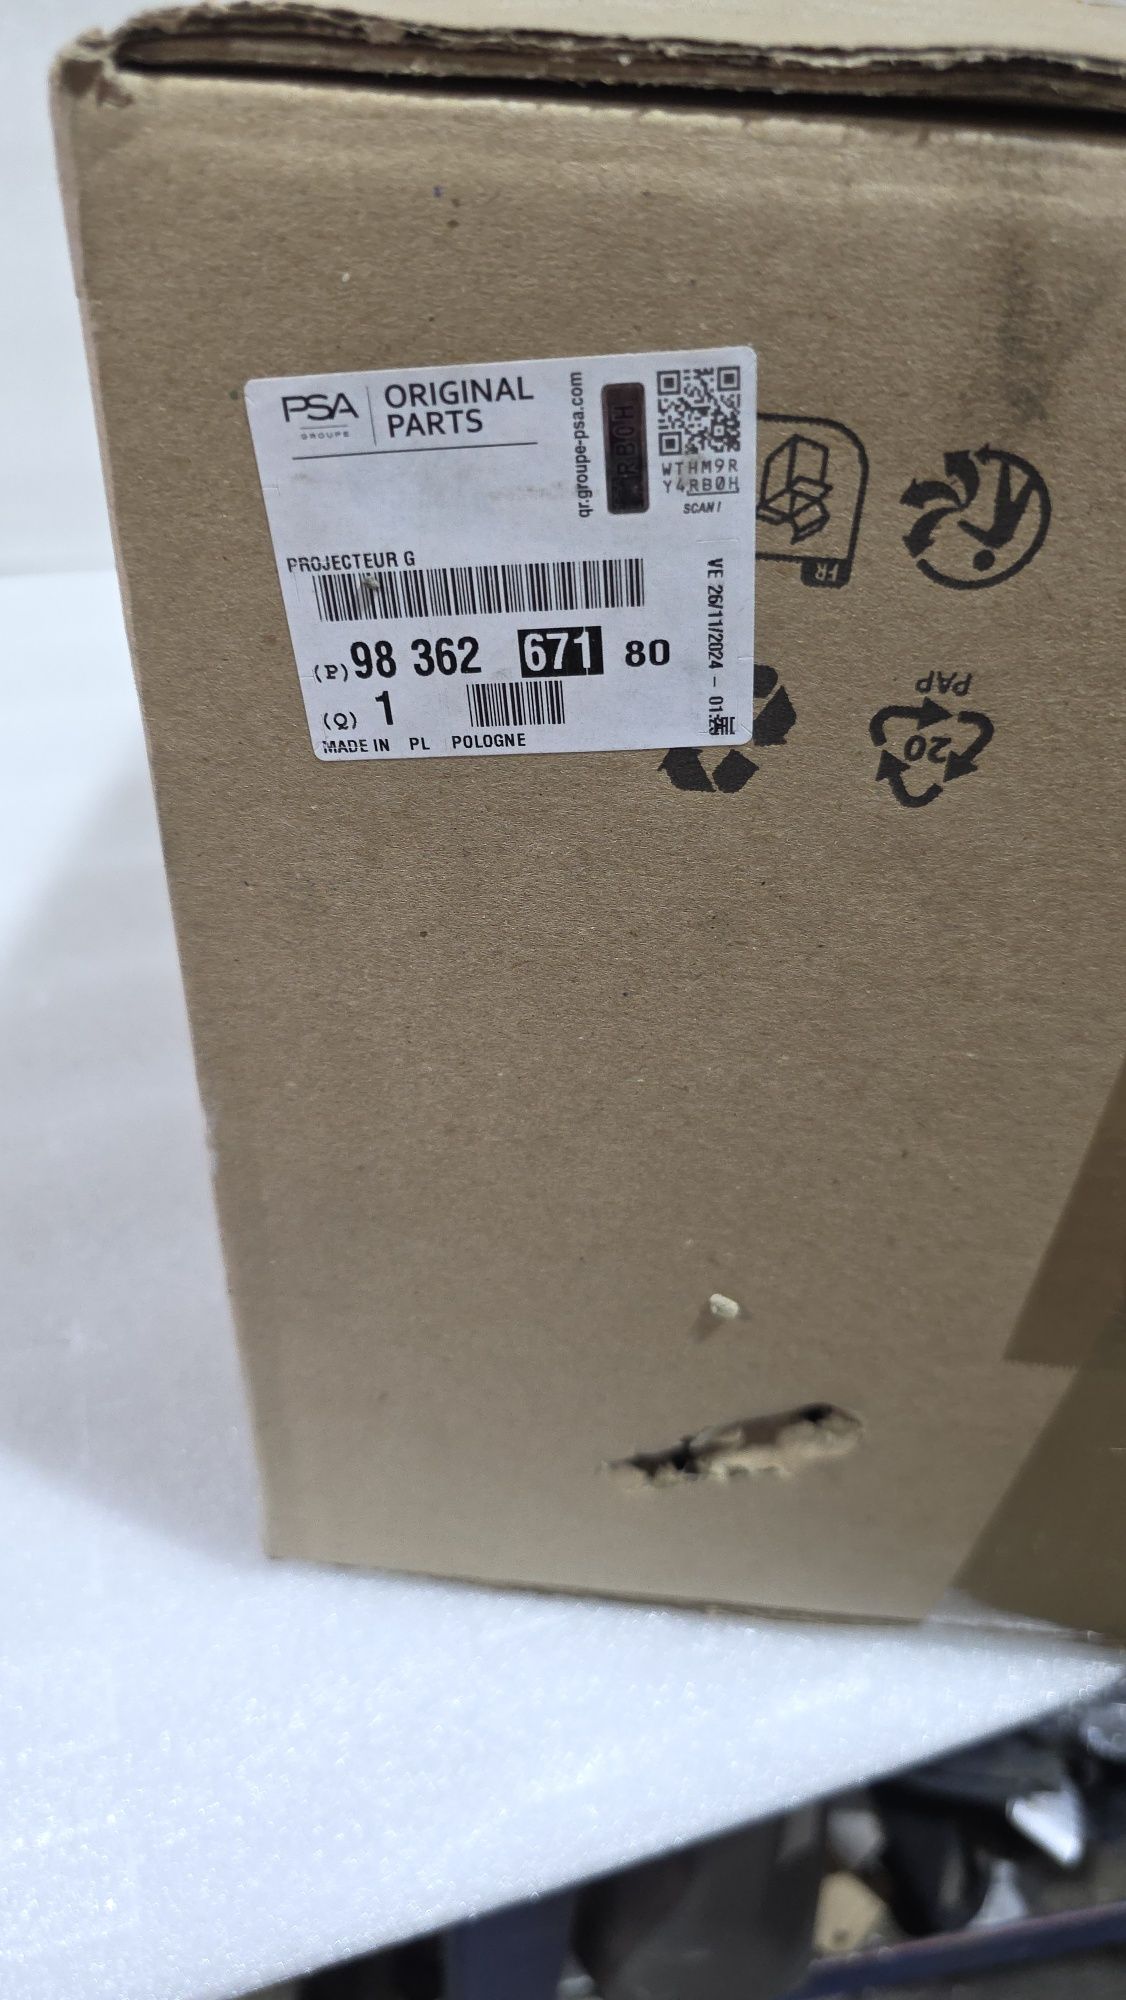 PSA
GROUPE
ORIGINAL
PARTS
qr.groupe-psa.com
RB0H
WTHM9R
Y4RB0H
SCAN!
PROJECTEUR G
(P) 98 362 671 80
(Q) 1
MADE IN PL POLOGNE
VE 26/11/2024 - 01:
FR
PAP
20